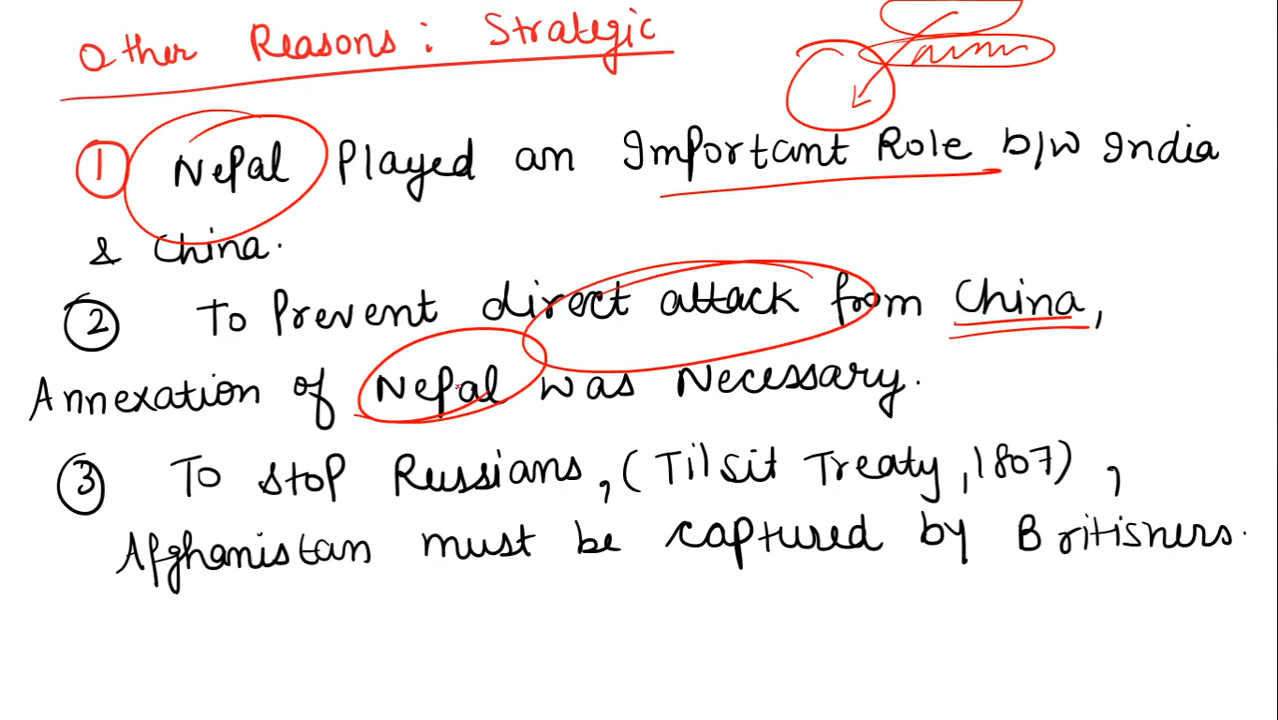 Other Reasons: Strategic
① Nepal Played an Important Role b/w India
& China.
② To Prevent direct attack from China,
Annexation of Nepal was Necessary.
③ To Stop Russians, (Tilsit Treaty, 1807),
Afghanistan must be captured by Britishers.